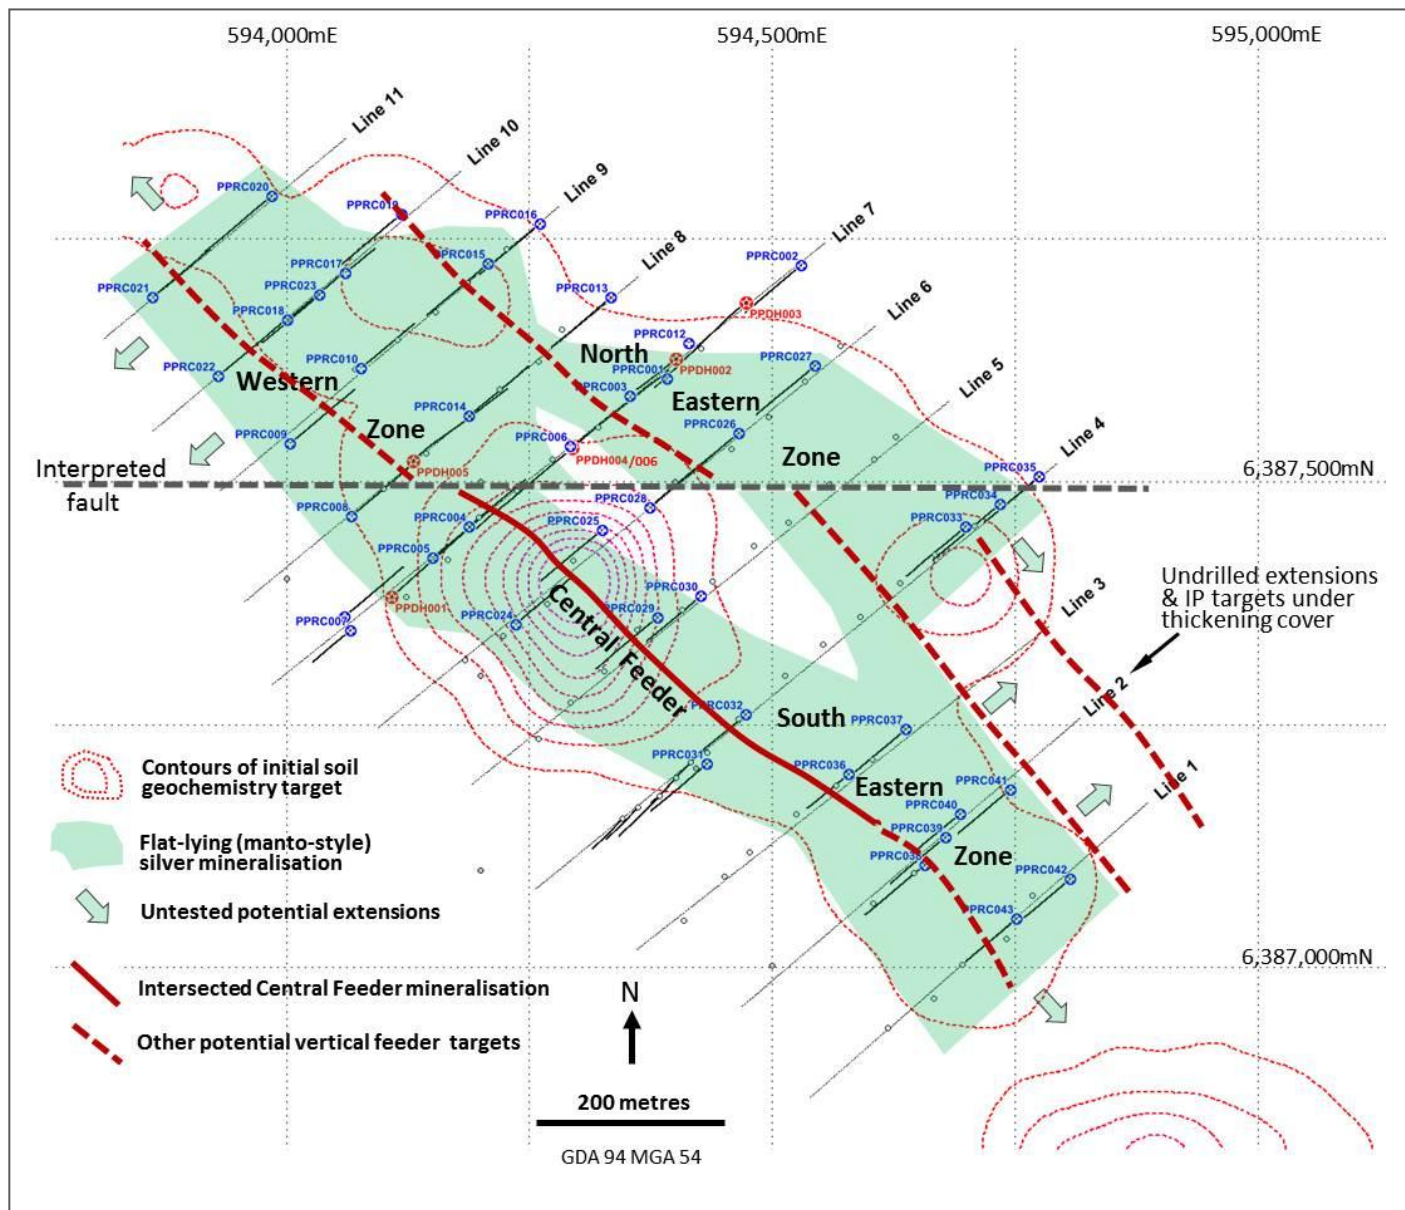 594,000mE
594,500mE
595,000mE
Line 11
Line 10
Line 9
Line 8
Line 7
Line 6
Line 5
Line 4
Line 3
Line 2
Line 1
PPRC020
PPRC019
PPRC016
PPRC021
PPRC017
PPRC015
PPRC002
PPRC023
PPRC013
PPRC018
PPDH003
PPRC012
North
PPRC022
PPRC010
PPRC001
PPDH002
PPRC027
Western
PPRC003
Eastern
PPRC014
PPRC009
Zone
PPRC006
PPRC026
Zone
Interpreted
fault
PPDH005
PPDH004/006
PPRC035
6,387,500mN
PPRC008
PPRC004
PPRC028
PPRC034
PPRC025
PPRC033
PPRC005
PPRC030
PPDH001
PPRC024
PPRC029
PPRC007
Central Feeder
Undrilled extensions
& IP targets under
thickening cover
PPRC032
South
PPRC037
PPRC031
PPRC036
Eastern
PPRC041
PPRC040
PPRC039
PPRC038
Zone
PPRC042
PRC043
6,387,000mN
Contours of initial soil
geochemistry target
Flat-lying (manto-style)
silver mineralisation
Untested potential extensions
Intersected Central Feeder mineralisation
Other potential vertical feeder targets
N
200 metres
GDA 94 MGA 54